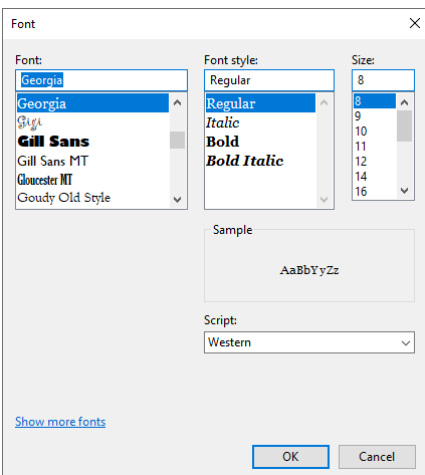 Font
Font:
Georgia
Georgia
Gigi
Gill Sans
Gill Sans MT
Gloucester MT
Goudy Old Style
Font style:
Regular
Regular
Italic
Bold
Bold Italic
Size:
8
8
9
10
11
12
14
16
Sample
AaBbYyZz
Script:
Western
Show more fonts
OK
Cancel